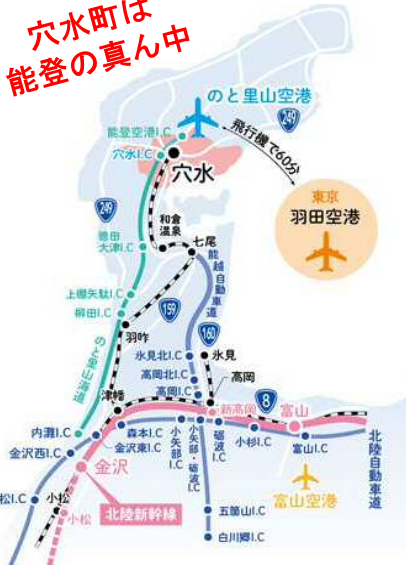 穴水町は
能登の真ん中
のと里山空港
249
能登空港I.C
飛行機で60分
穴水I.C
穴水
東京
羽田空港
249
和倉
温泉
七尾
徳田
大津I.C
能越自動車道
上棚矢駄I.C
柳田I.C
159
160
羽咋
のと里山海道
氷見北I.C
氷見
高岡北I.C
高岡
高岡I.C
8
津幡
新高岡
富山
内灘I.C
森本I.C
金沢東I.C
小矢部I.C
小矢部・砺波I.C
砺波I.C
小杉I.C
富山I.C
金沢西I.C
北陸自動車道
金沢
富山空港
松I.C
小松
小松
北陸新幹線
五箇山I.C
白川郷I.C